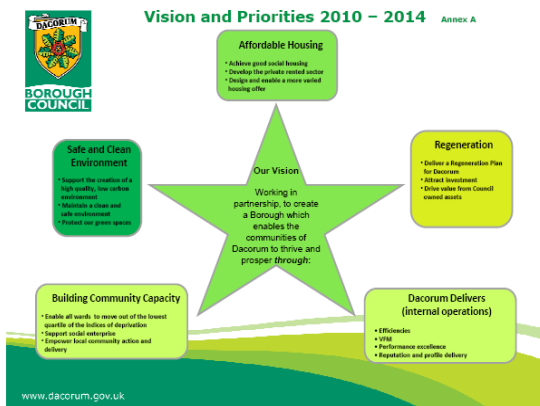 Vision and Priorities 2010 – 2014 Annex A
DACORUM
BOROUGH
COUNCIL
Affordable Housing
• Achieve good social housing
• Develop the private rented sector
• Design and enable a more varied
housing offer
Safe and Clean
Environment
• Support the creation of a
high quality, low carbon
environment
• Maintain a clean and
safe environment
• Protect our green spaces
Our Vision
Working in
partnership, to create
a Borough which
enables the
communities of
Dacorum to thrive and
prosper through:
Regeneration
• Deliver a Regeneration Plan
for Dacorum
• Attract investment
• Drive value from Council
owned assets
Building Community Capacity
• Enable all wards to move out of the lowest
quartile of the indices of deprivation
• Support social enterprise
• Empower local community action and
delivery
Dacorum Delivers
(internal operations)
• Efficiencies
• VFM
• Performance excellence
• Reputation and profile delivery
www.dacorum.gov.uk